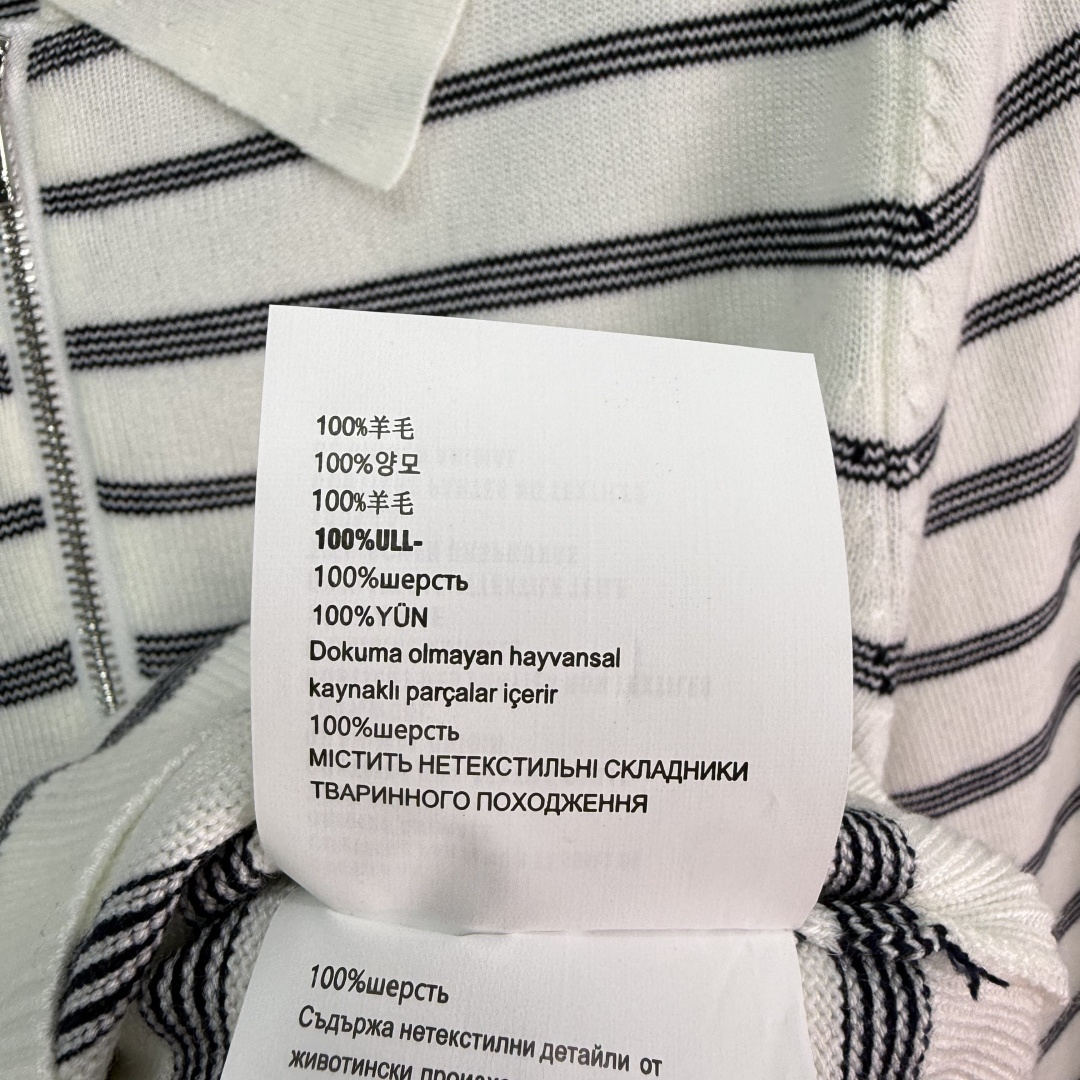 100%羊毛
100%양모
100%羊毛
100%ULL-
100%шерсть
100%YÜN
Dokuma olmayan hayvansal
kaynaklı parçalar içerir
100%шерсть
МІСТИТЬ НЕТЕКСТИЛЬНІ СКЛАДНИКИ
ТВАРИННОГО ПОХОДЖЕННЯ
100%шерсть
Съдържа нетекстилни детайли от
животински